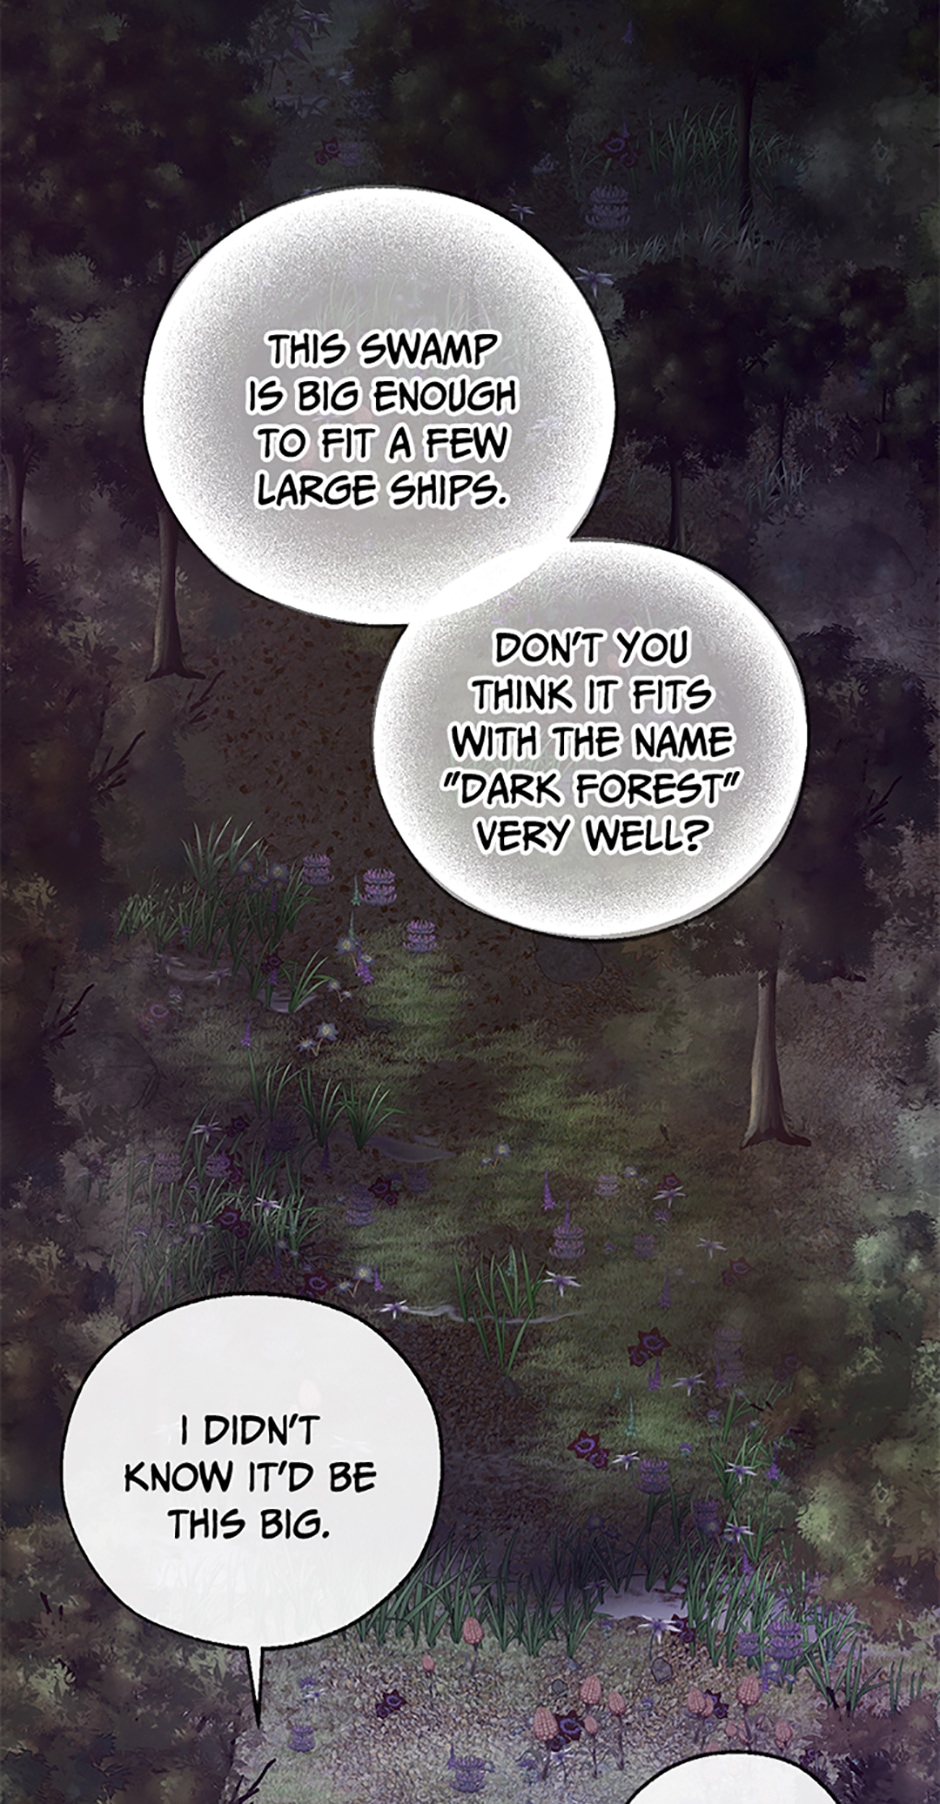 THIS SWAMP
IS BIG ENOUGH
TO FIT A FEW
LARGE SHIPS.
DON'T YOU
THINK IT FITS
WITH THE NAME
"DARK FOREST"
VERY WELL?
I DIDN'T
KNOW IT'D BE
THIS BIG.